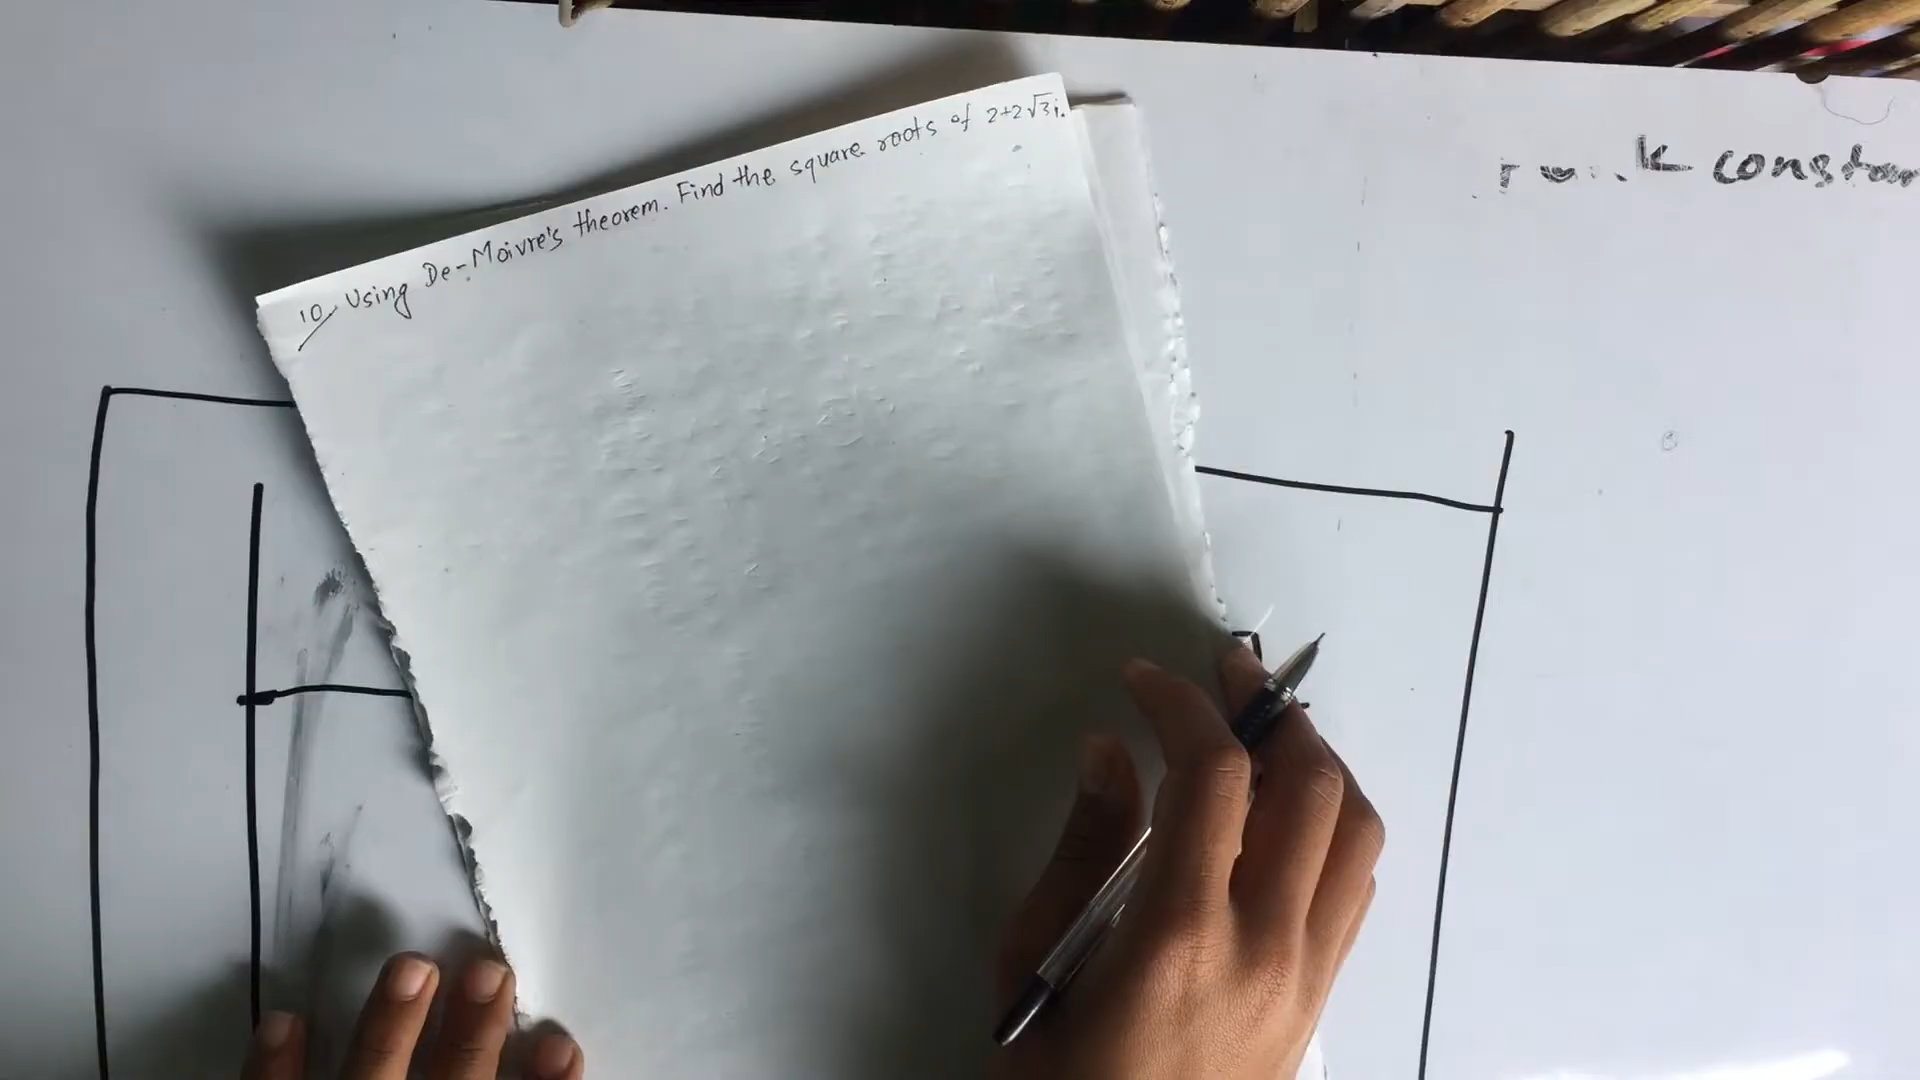 10 Using De-Moivre's theorem. Find the square roots of 2+2√3i.
constan